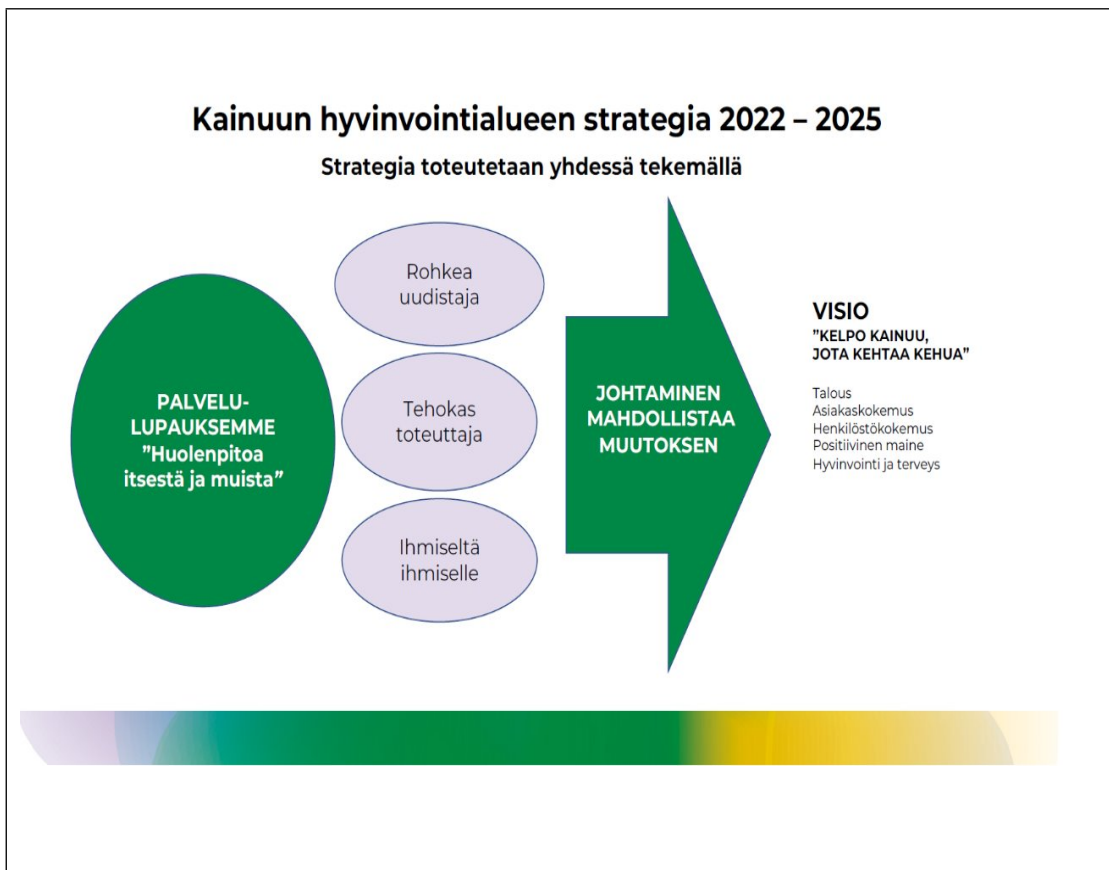 Kainuun hyvinvointialueen strategia 2022 – 2025
Strategia toteutetaan yhdessä tekemällä
PALVELU-
LUPAUKSEMME
"Huolenpitoa
itsestä ja muista"
Rohkea
uudistaja
Tehokas
toteuttaja
Ihmiseltä
ihmiselle
JOHTAMINEN
MAHDOLLISTAA
MUUTOKSEN
VISIO
"KELPO KAINUU,
JOTA KEHTAA KEHUA"
Talous
Asiakaskokemus
Henkilöstökokemus
Positiivinen maine
Hyvinvointi ja terveys